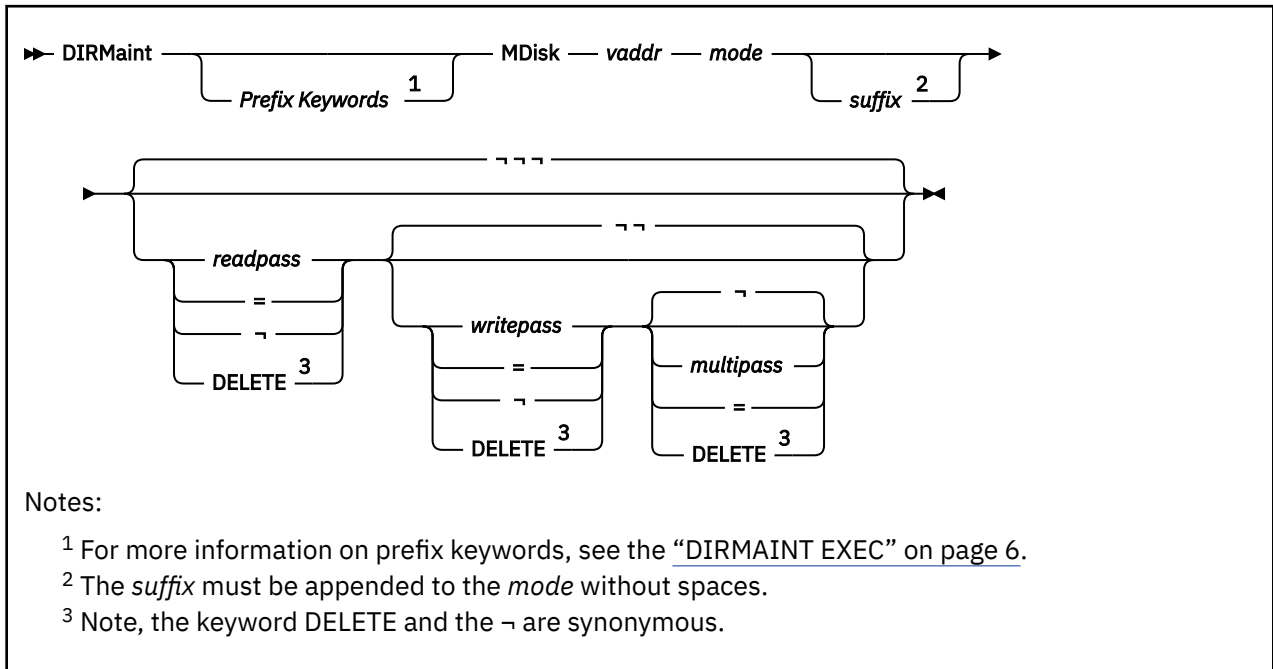 DIRMaint Prefix Keywords 1 MDisk vaddr mode suffix 2
¬ ¬ ¬
readpass
=
¬
DELETE 3
¬ ¬
writepass
=
¬
DELETE 3
¬
multipass
=
DELETE 3
Notes:
1 For more information on prefix keywords, see the “DIRMAINT EXEC” on page 6.
2 The suffix must be appended to the mode without spaces.
3 Note, the keyword DELETE and the ¬ are synonymous.